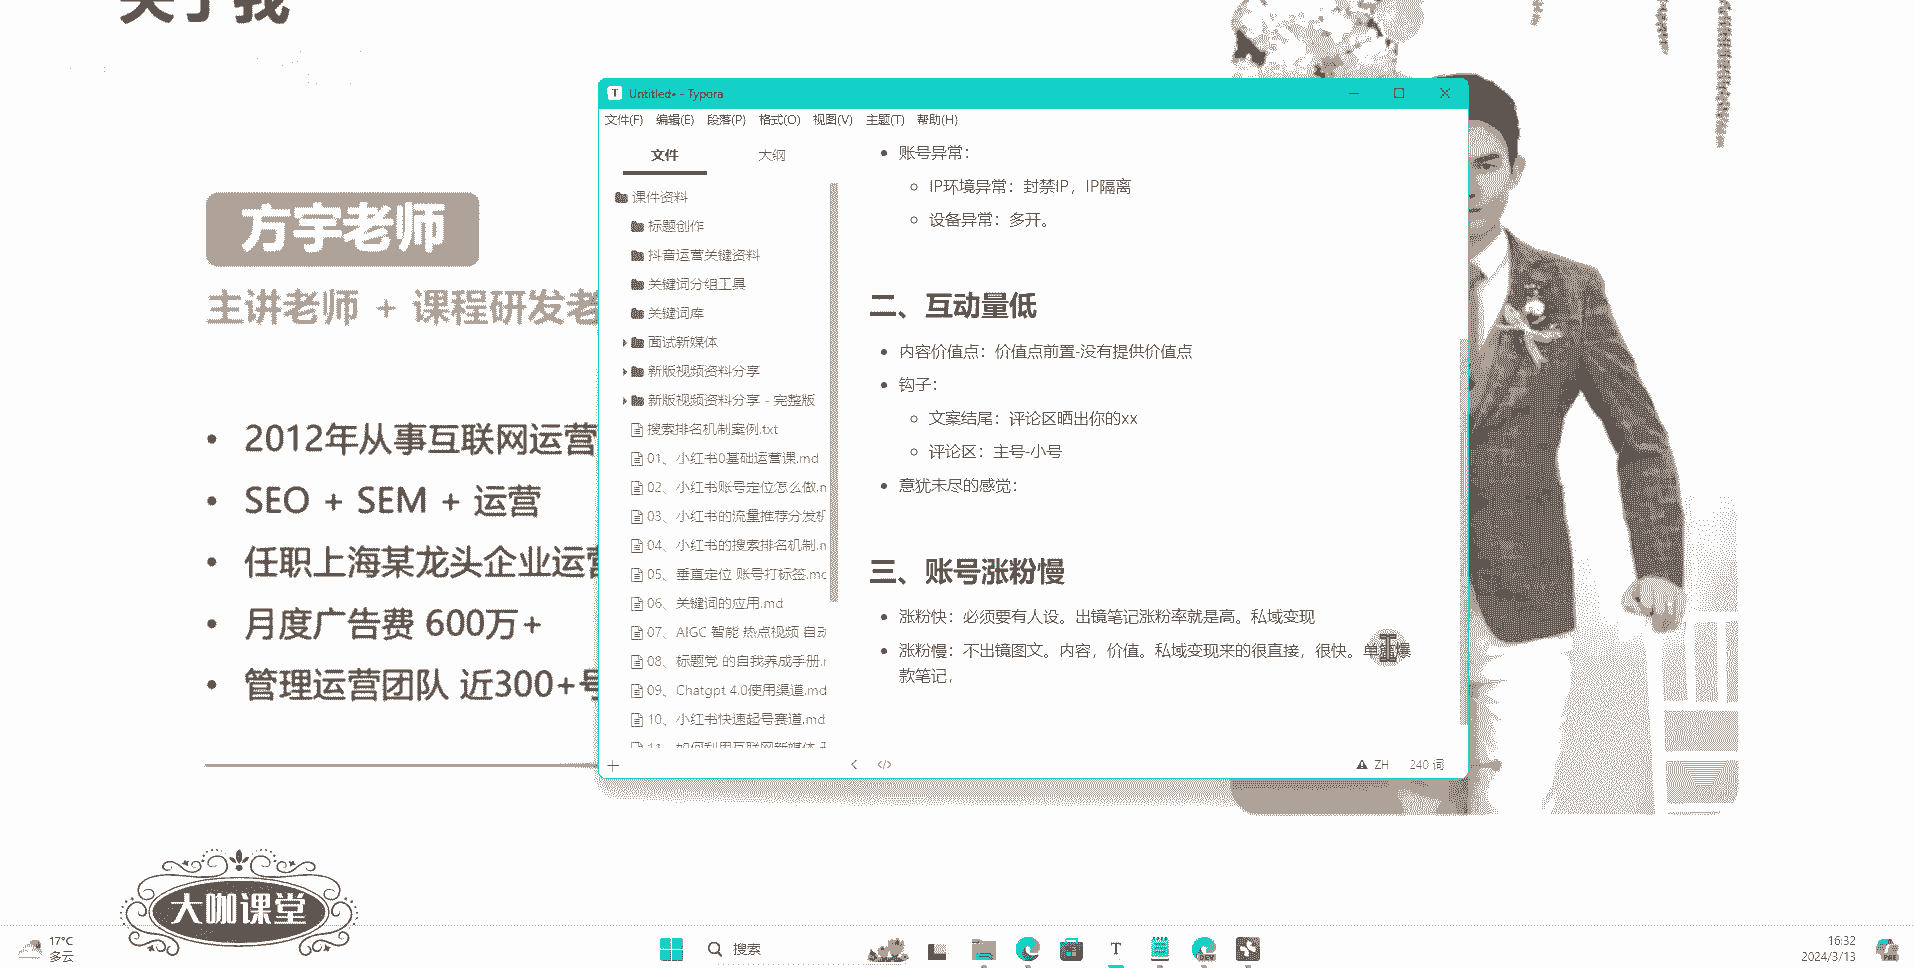 关于我
方宇老师
主讲老师 + 课程研发老
2012年从事互联网运营
SEO + SEM + 运营
任职上海某龙头企业运营
月度广告费 600万+
管理运营团队 近300+号
大咖课堂
Untitled• - Typora
文件(F) 编辑(E) 段落(P) 格式(O) 视图(V) 主题(T) 帮助(H)
文件 大纲
课件资料
标题创作
抖音运营关键资料
关键词分组工具
关键词库
面试新媒体
新版视频资料分享
新版视频资料分享 - 完整版
搜索排名机制案例.txt
01、小红书0基础运营课.md
02、小红书账号定位怎么做.m
03、小红书的流量推荐分发机
04、小红书的搜索排名机制.m
05、垂直定位 账号打标签.md
06、关键词的应用.md
07、AIGC 智能 热点视频 自动
08、标题党 的自我养成手册.m
09、Chatgpt 4.0使用渠道.md
10、小红书快速起号赛道.md
11、如何利用互联网新媒体
账号异常：
IP环境异常：封禁IP，IP隔离
设备异常：多开。
二、互动量低
内容价值点：价值点前置-没有提供价值点
钩子：
文案结尾：评论区晒出你的xx
评论区：主号-小号
意犹未尽的感觉：
三、账号涨粉慢
涨粉快：必须要有人设。出镜笔记涨粉率就是高。私域变现
涨粉慢：不出镜图文。内容，价值。私域变现来的很直接，很快。单篇爆
款笔记，
ZH 240 词
17°C
多云
搜索
16:32
2024/3/13